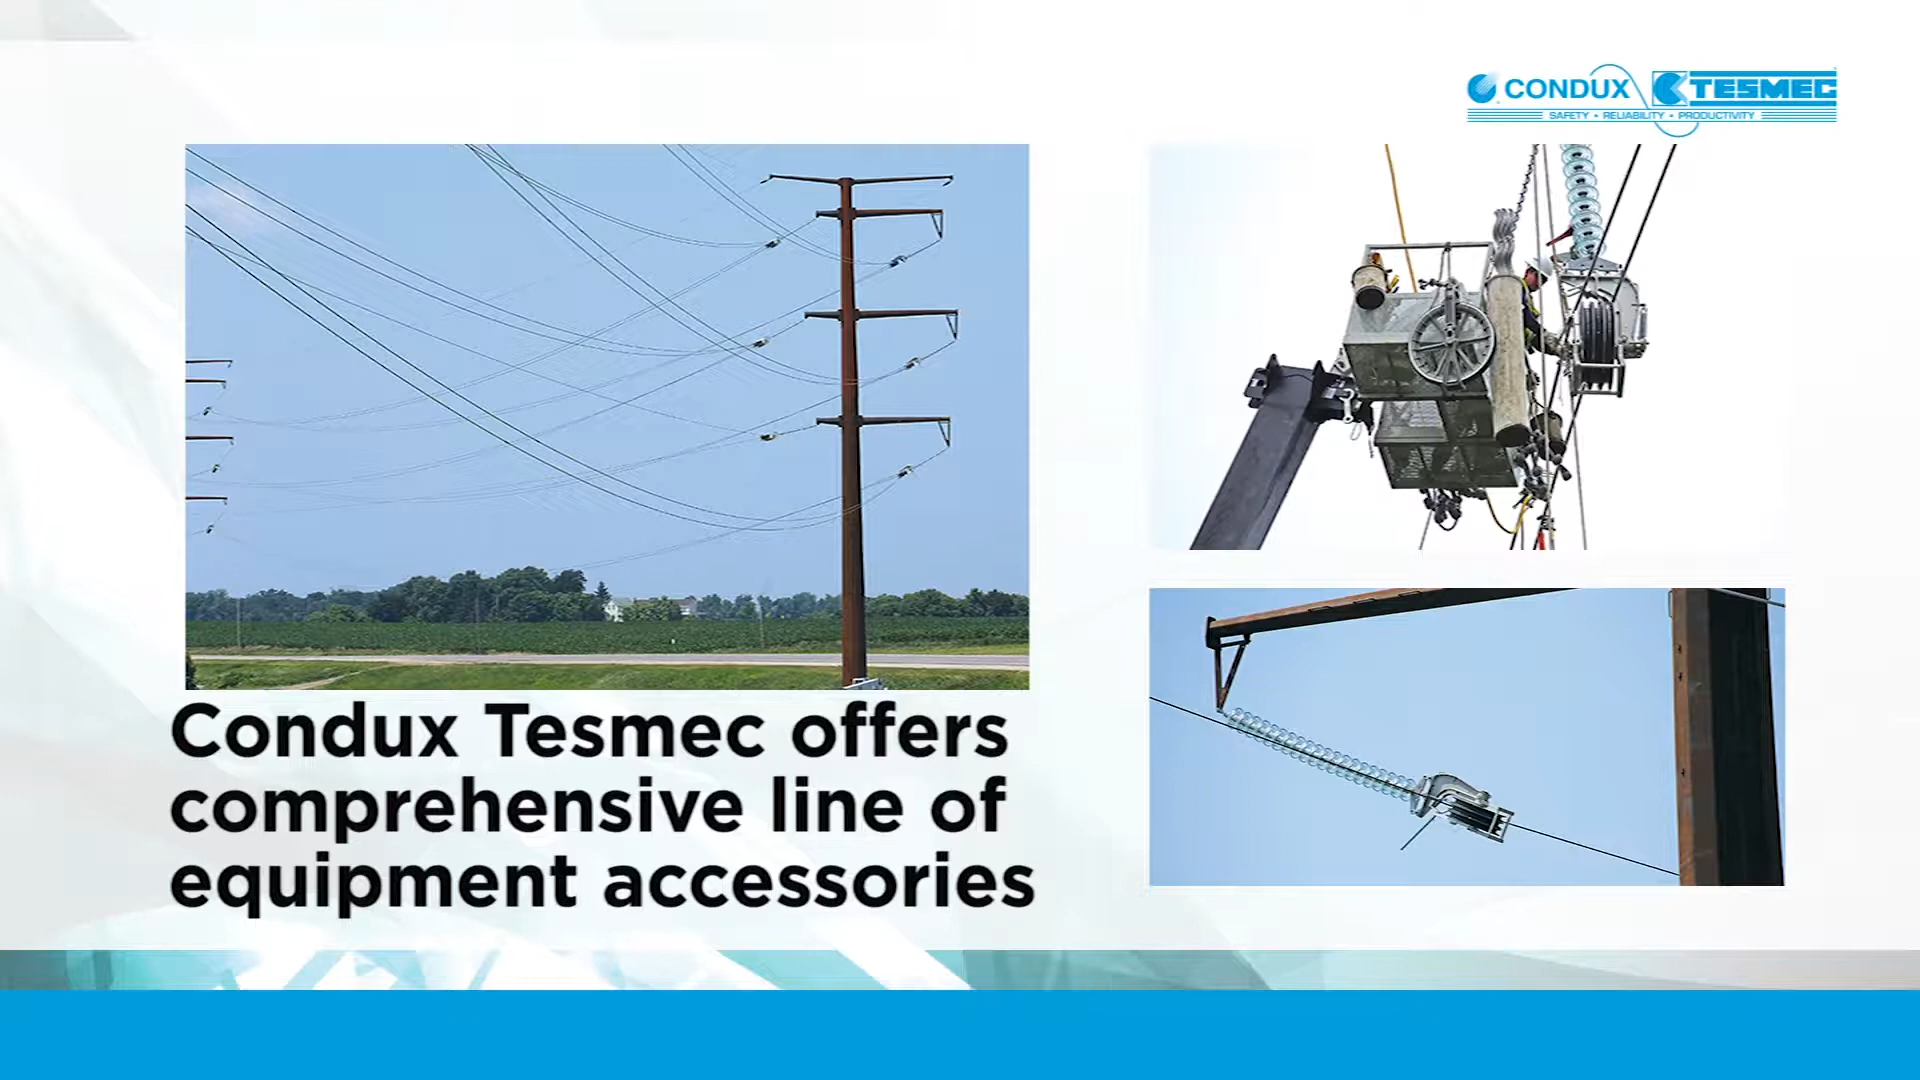 CONDUX TESMEC
SAFETY • RELIABILITY • PRODUCTIVITY
Condux Tesmec offers
comprehensive line of
equipment accessories